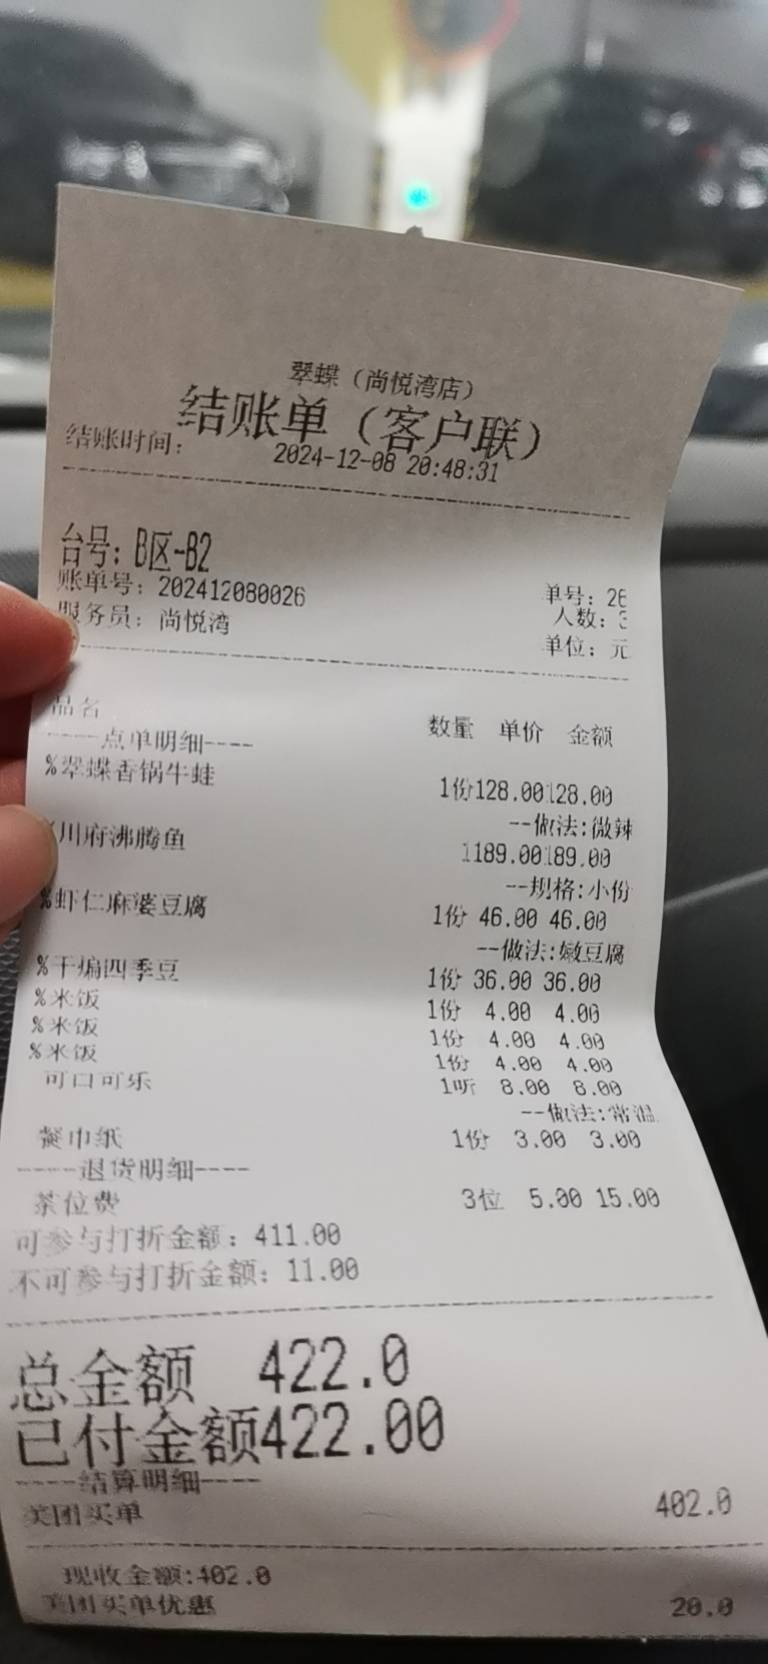 翠蝶（尚悦湾店）
结账单（客户联）
结账时间: 2024-12-08 20:48:31
台号: B区-B2
账单号: 202412080026 单号: 26
服务员: 尚悦湾 人数: 3
单位: 元
品名 数量 单价 金额
----点单明细----
%翠蝶香锅牛蛙
1份128.00128.00
--做法:微辣
川府沸腾鱼
1189.00189.00
--规格:小份
%虾仁麻婆豆腐
1份 46.00 46.00
--做法:嫩豆腐
%干煸四季豆 1份 36.00 36.00
%米饭 1份 4.00 4.00
%米饭 1份 4.00 4.00
%米饭 1份 4.00 4.00
可口可乐 1听 8.00 8.00
--做法:常温
餐巾纸 1份 3.00 3.00
----退货明细----
茶位费 3位 5.00 15.00
可参与打折金额: 411.00
不可参与打折金额: 11.00
总金额 422.0
已付金额422.00
----结算明细----
美团买单 402.0
现收金额:402.0
美团买单优惠 20.0